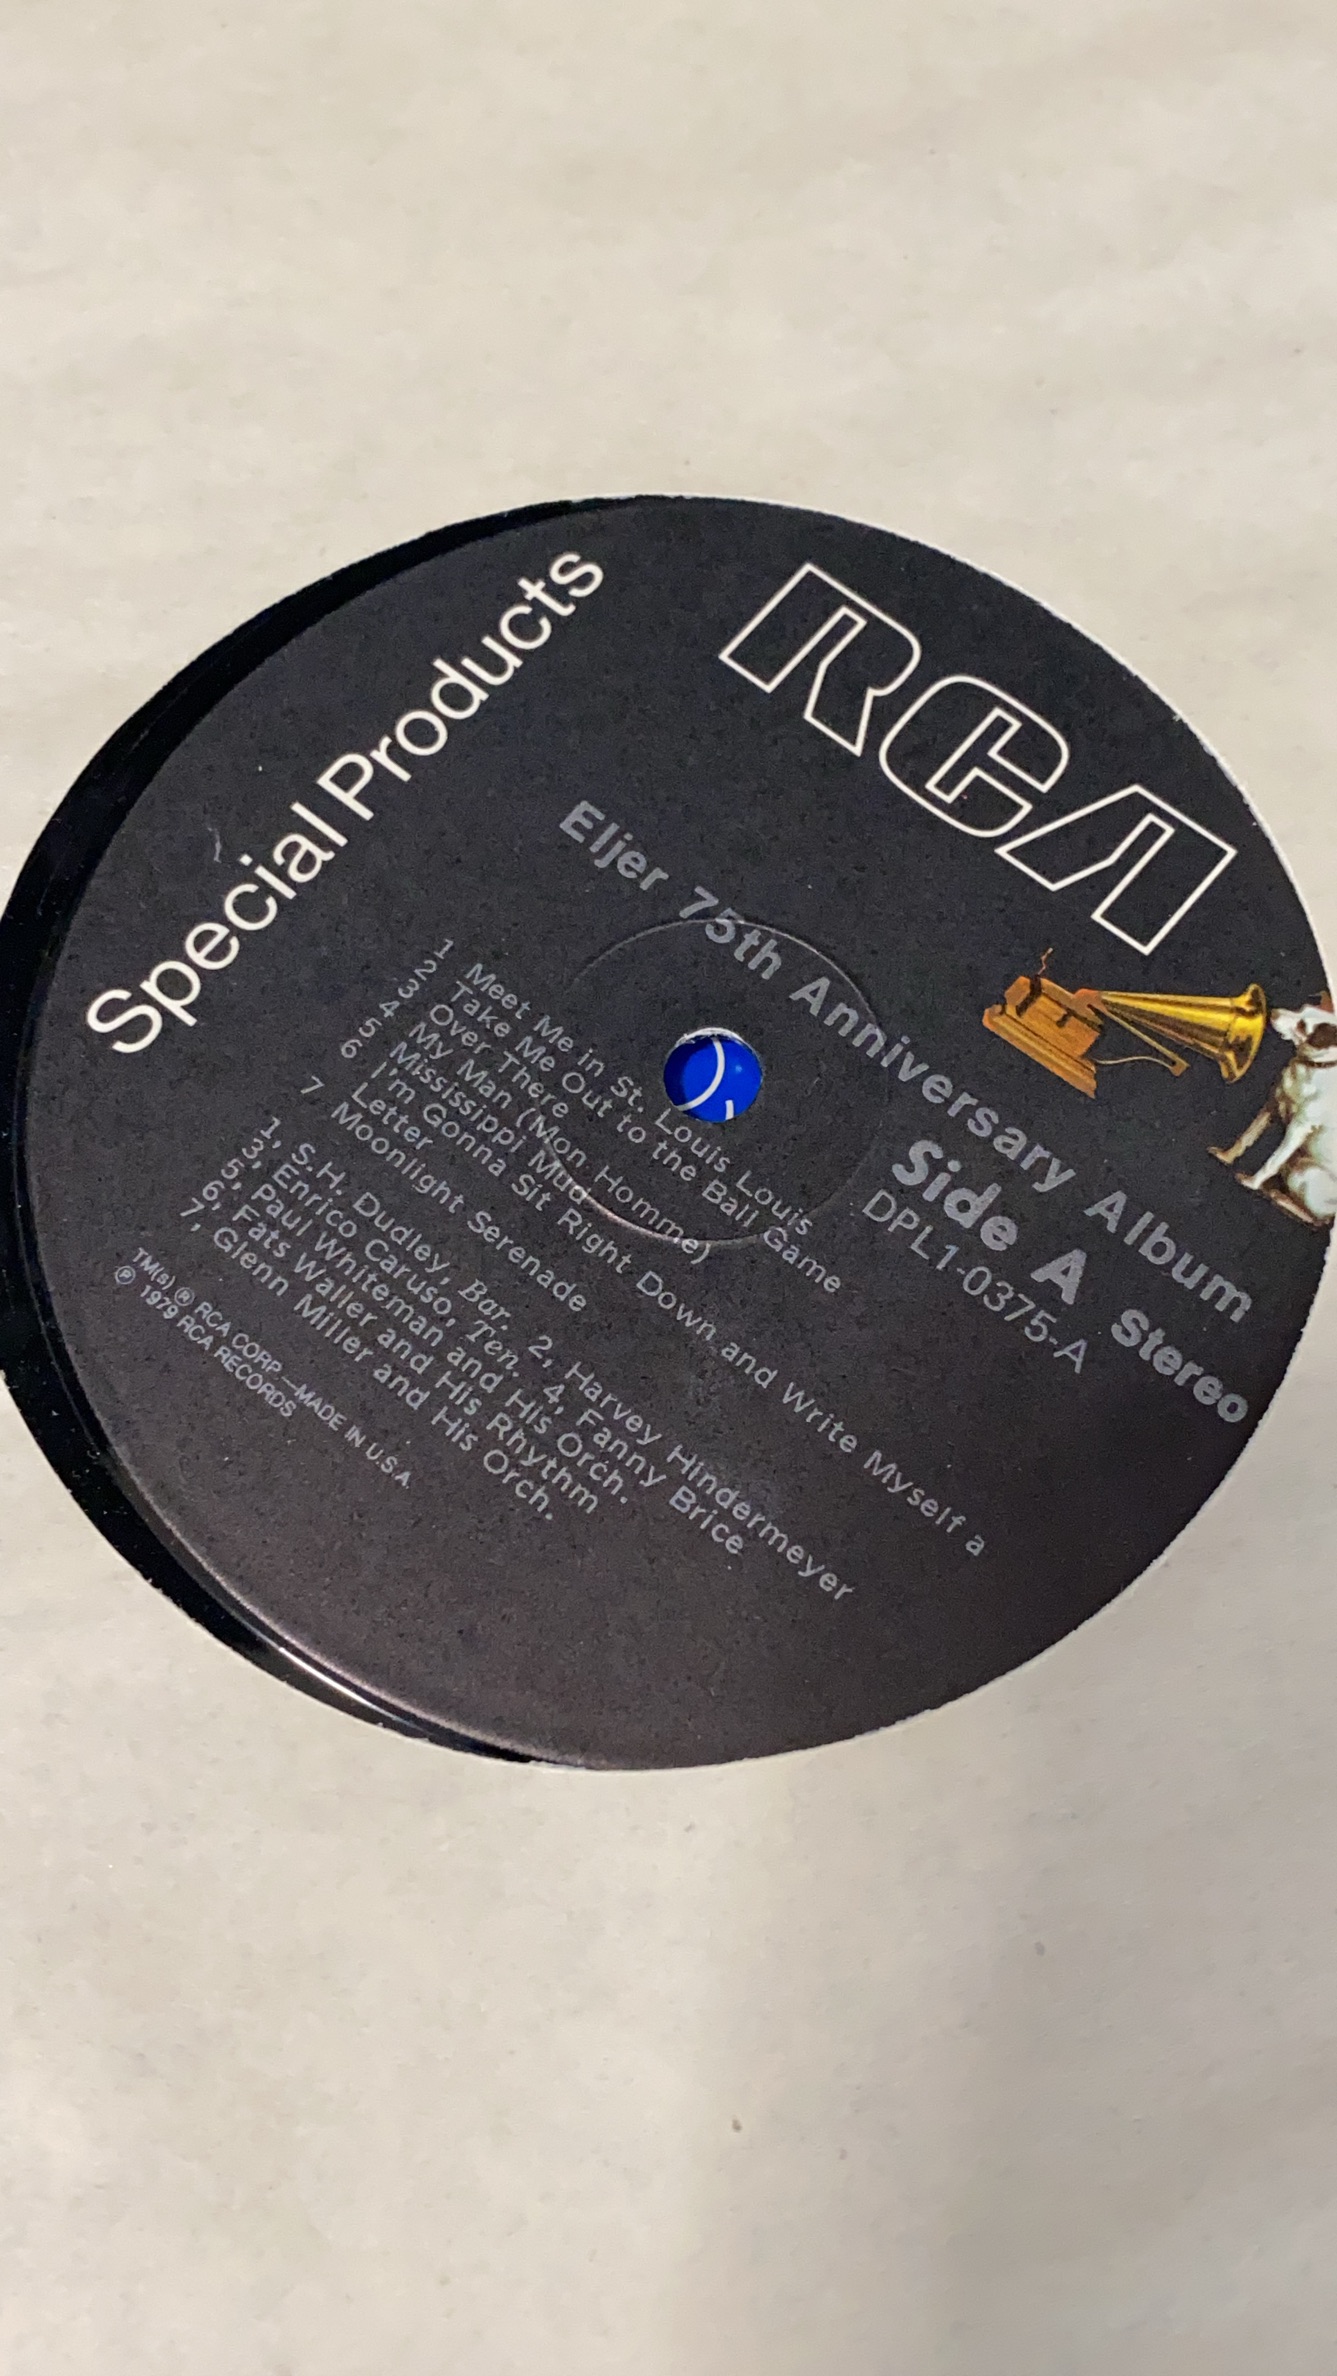 Special Products
RCA
Eljer 75th Anniversary Album
Side A Stereo
DPL1-0375-A
1 Meet Me in St. Louis Louis
2 Take Me Out to the Ball Game
3 Over There
4 My Man (Mon Homme)
5 Mississippi Mud
6 I'm Gonna Sit Right Down and Write Myself a
Letter
7 Moonlight Serenade
1, S.H. Dudley, Bar. 2, Harvey Hindermeyer
3, Enrico Caruso, Ten. 4, Fanny Brice
5, Paul Whiteman and His Orch.
6, Fats Waller and His Rhythm
7, Glenn Miller and His Orch.
TM(s) ® RCA CORP—MADE IN U.S.A.
℗ 1979 RCA RECORDS